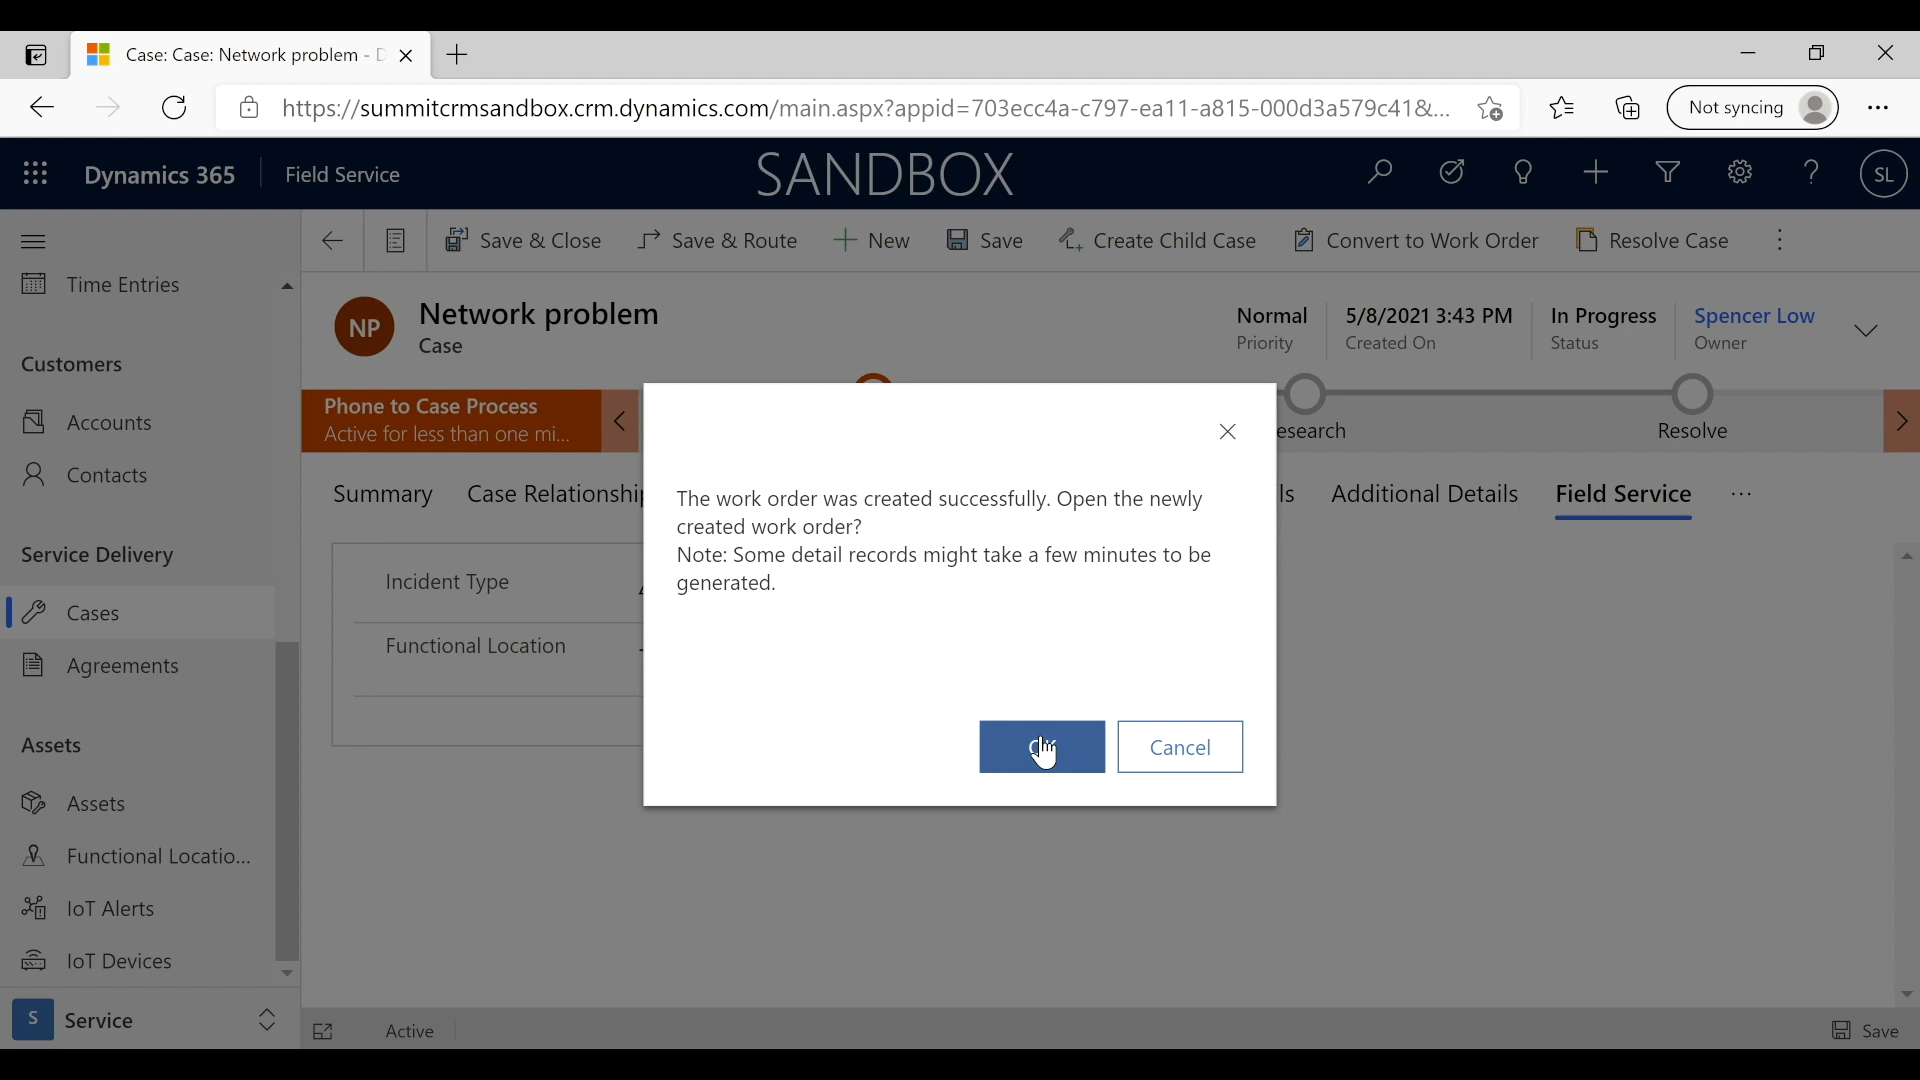 Case: Case: Network problem - D
https://summitcrmsandbox.crm.dynamics.com/main.aspx?appid=703ecc4a-c797-ea11-a815-000d3a579c41&...
Not syncing
Dynamics 365
Field Service
SANDBOX
SL
Save & Close
Save & Route
New
Save
Create Child Case
Convert to Work Order
Resolve Case
Time Entries
Customers
Accounts
Contacts
Service Delivery
Cases
Agreements
Assets
Assets
Functional Locatio...
IoT Alerts
IoT Devices
S
Service
NP
Network problem
Case
Normal
Priority
5/8/2021 3:43 PM
Created On
In Progress
Status
Spencer Low
Owner
Phone to Case Process
Active for less than one mi...
esearch
Resolve
Summary
Case Relationship
ls
Additional Details
Field Service
Incident Type
Functional Location
The work order was created successfully. Open the newly
created work order?
Note: Some detail records might take a few minutes to be
generated.
Cancel
Active
Save